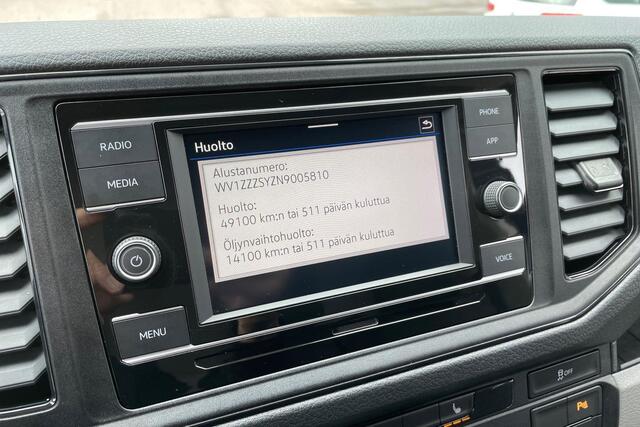 RADIO
MEDIA
MENU
Huolto
Alustanumero:
WV1ZZZSYZN9005810
Huolto:
49100 km:n tai 511 päivän kuluttua
Öljynvaihtohuolto:
14100 km:n tai 511 päivän kuluttua
PHONE
APP
VOICE
OFF